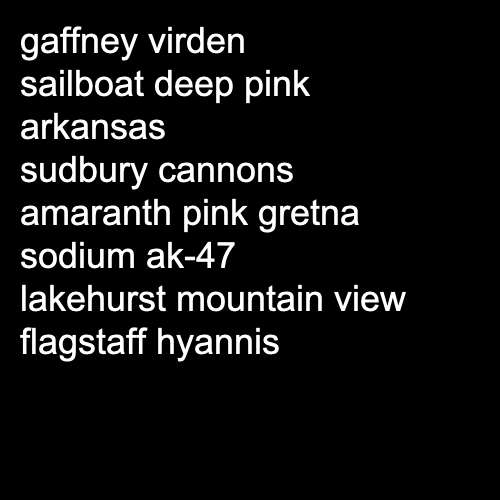 gaffney virden
sailboat deep pink
arkansas
sudbury cannons
amaranth pink gretna
sodium ak-47
lakehurst mountain view
flagstaff hyannis